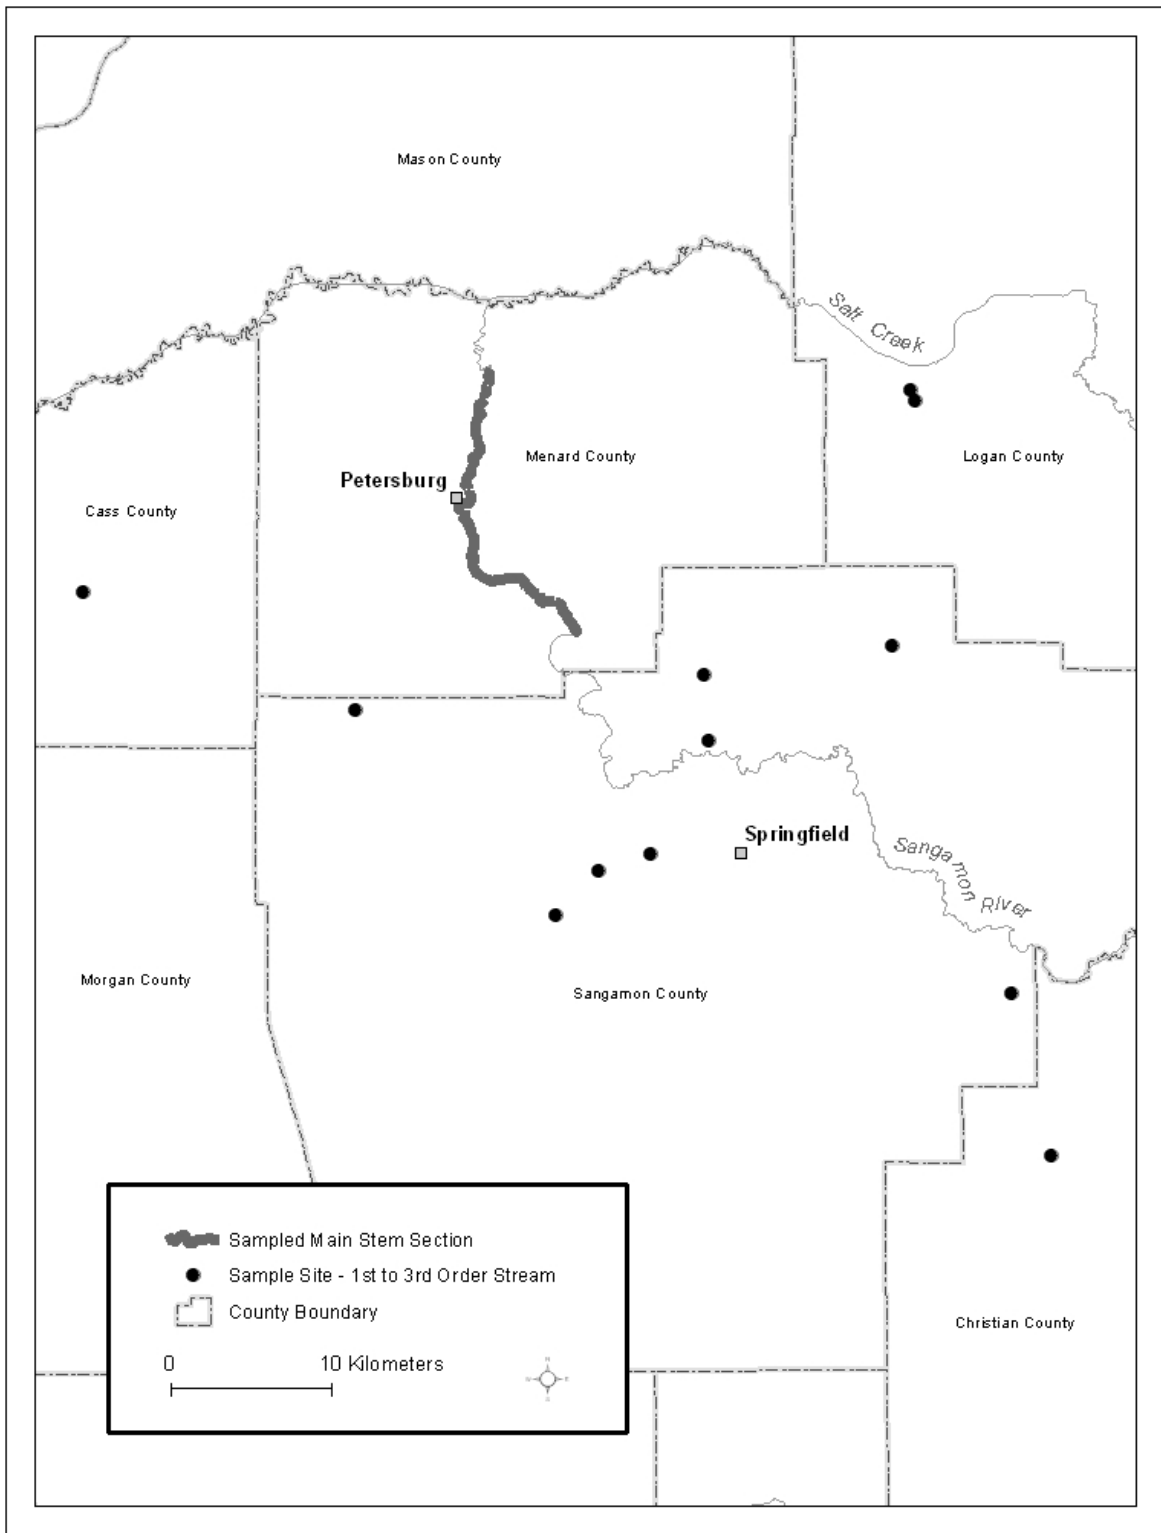 Mason County
Salt Creek
Menard County
Logan County
Petersburg
Cass County
Springfield
Sangamon River
Morgan County
Sangamon County
Sampled Main Stem Section
Sample Site - 1st to 3rd Order Stream
County Boundary
Christian County
0 10 Kilometers